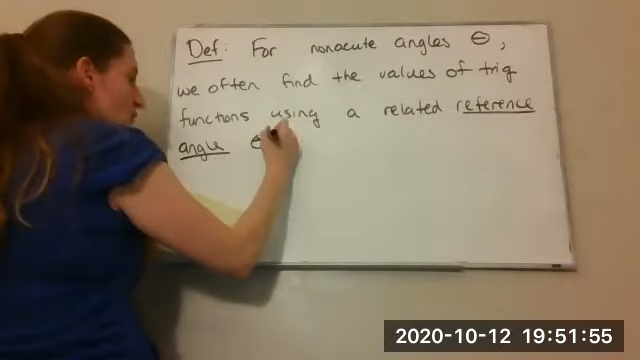 Def: For nonacute angles θ,
we often find the values of trig
functions using a related reference
angle θ
2020-10-12 19:51:55